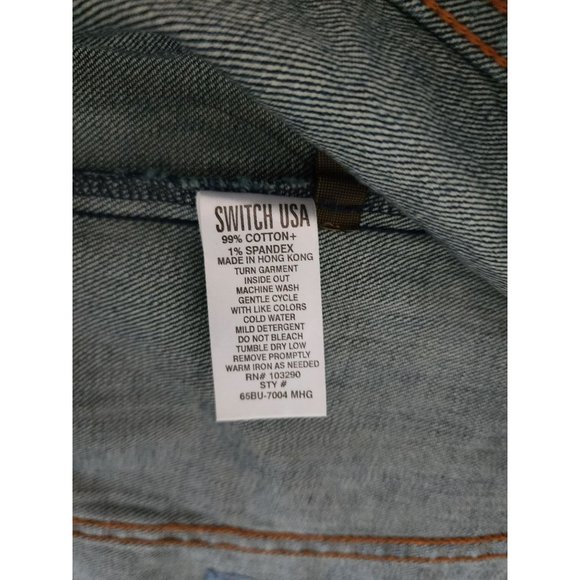 SWITCH USA
99% COTTON+
1% SPANDEX
MADE IN HONG KONG
TURN GARMENT
INSIDE OUT
MACHINE WASH
GENTLE CYCLE
WITH LIKE COLORS
COLD WATER
MILD DETERGENT
DO NOT BLEACH
TUMBLE DRY LOW
REMOVE PROMPTLY
WARM IRON AS NEEDED
RN# 103290
STY #
65BU-7004 MHG